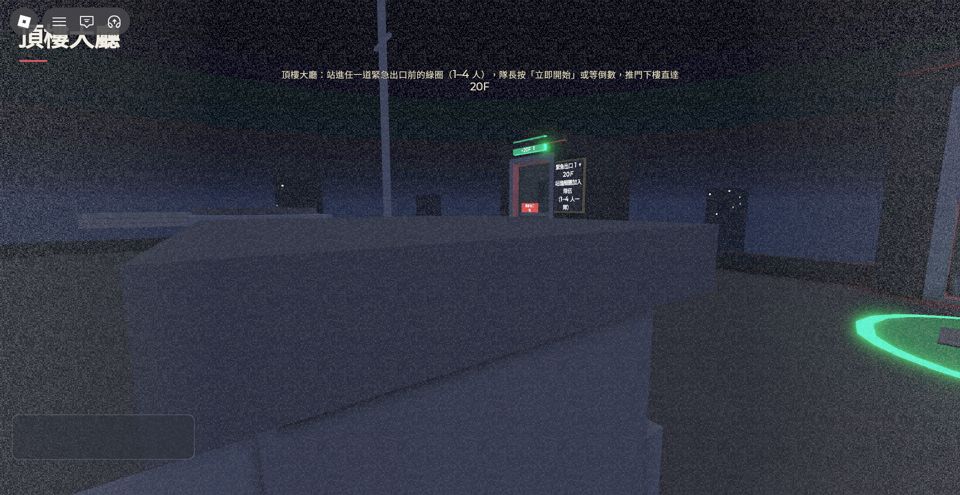 頂樓大廳
頂樓大廳：站進任一道緊急出口前的綠圈（1–4 人），隊長按「立即開始」或等倒數，推門下樓直達
20F
緊急出口 1 ▾
20F
（1–4 人一
隊）